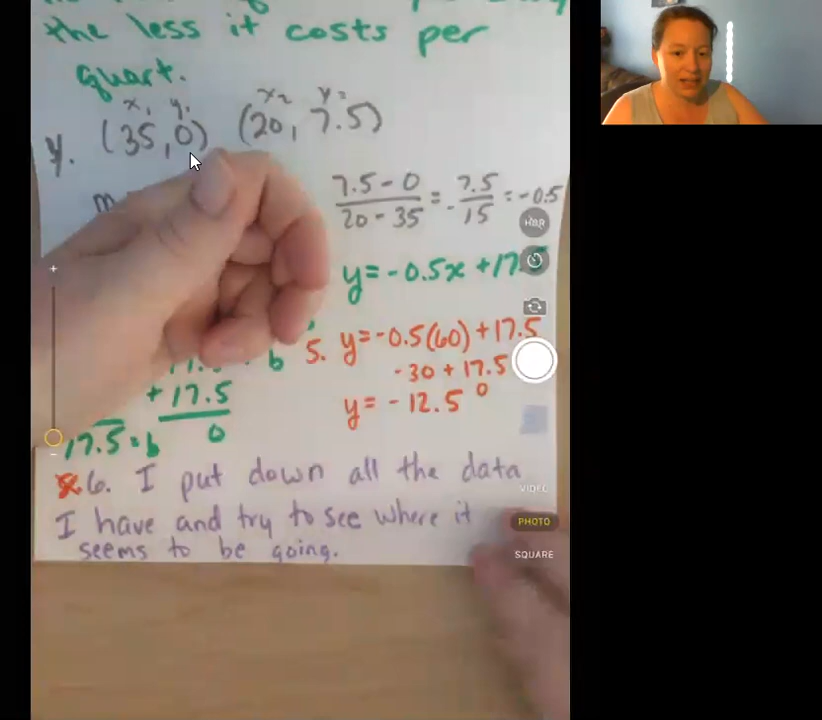 the less it costs per
quart.
x₁ y₁ x₂ y₂
4. (35,0) (20, 7.5)
m
7.5-0/20-35 = -7.5/15 = -0.5
y=-0.5x +17.5
b 5. y=-0.5(60) +17.5
-30 + 17.5
+17.5
y= -12.5°
17.5=b 0
6. I put down all the data
I have and try to see where it
seems to be going.
VIDEO
PHOTO
SQUARE